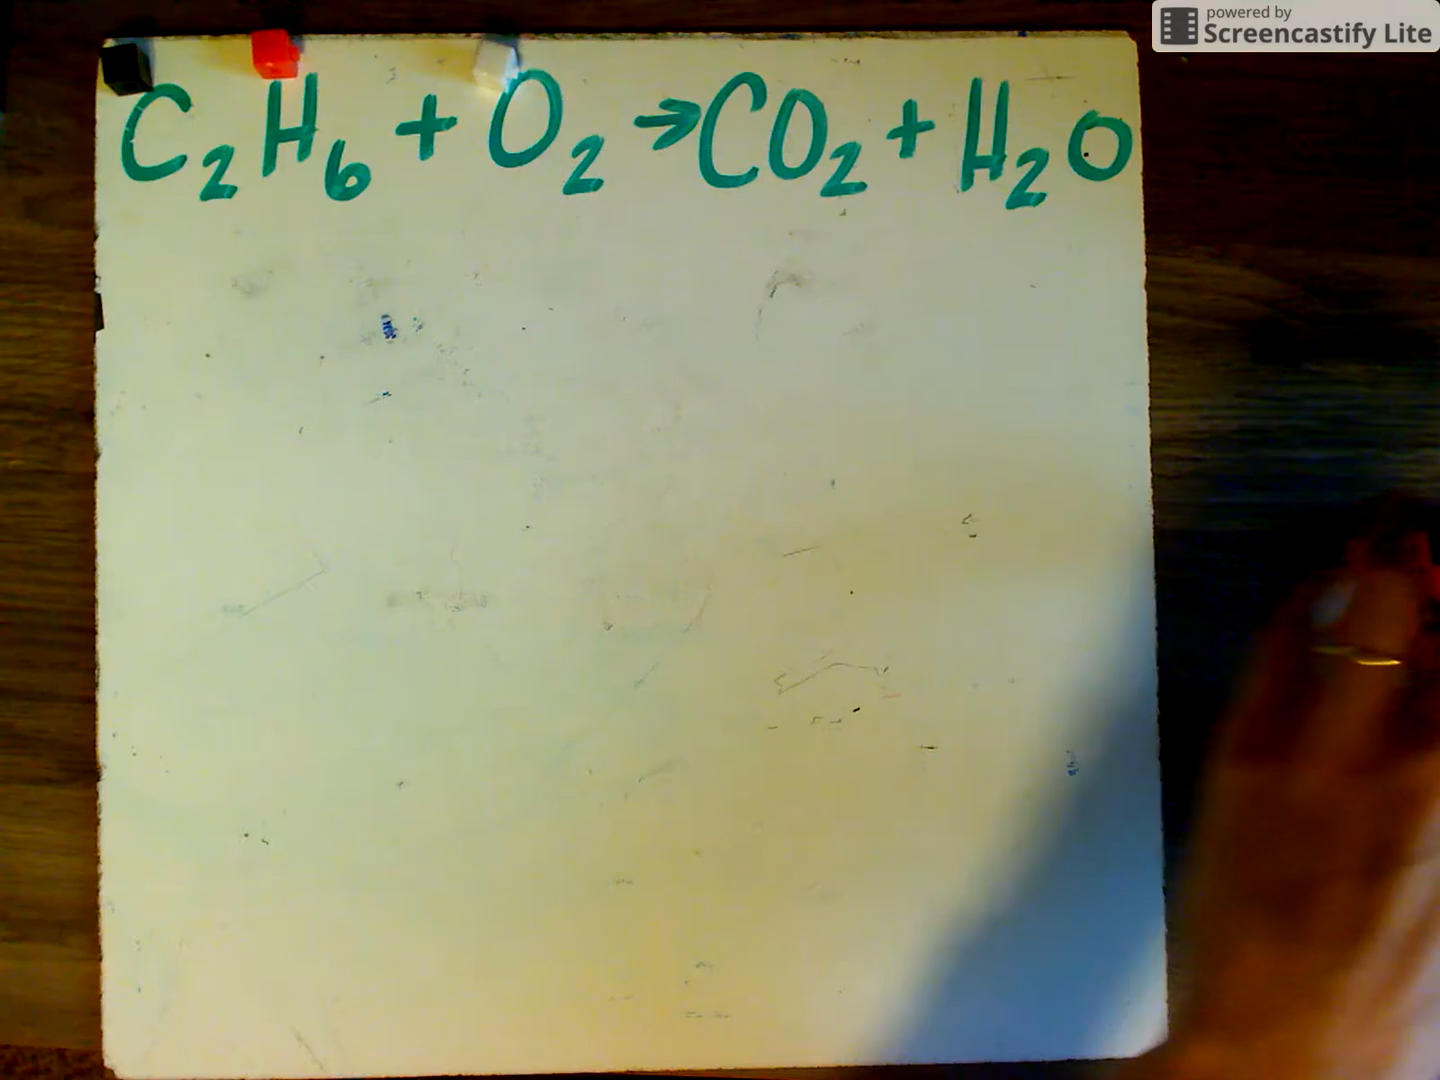 powered by
Screencastify Lite
C₂H₆ + O₂ → CO₂ + H₂O